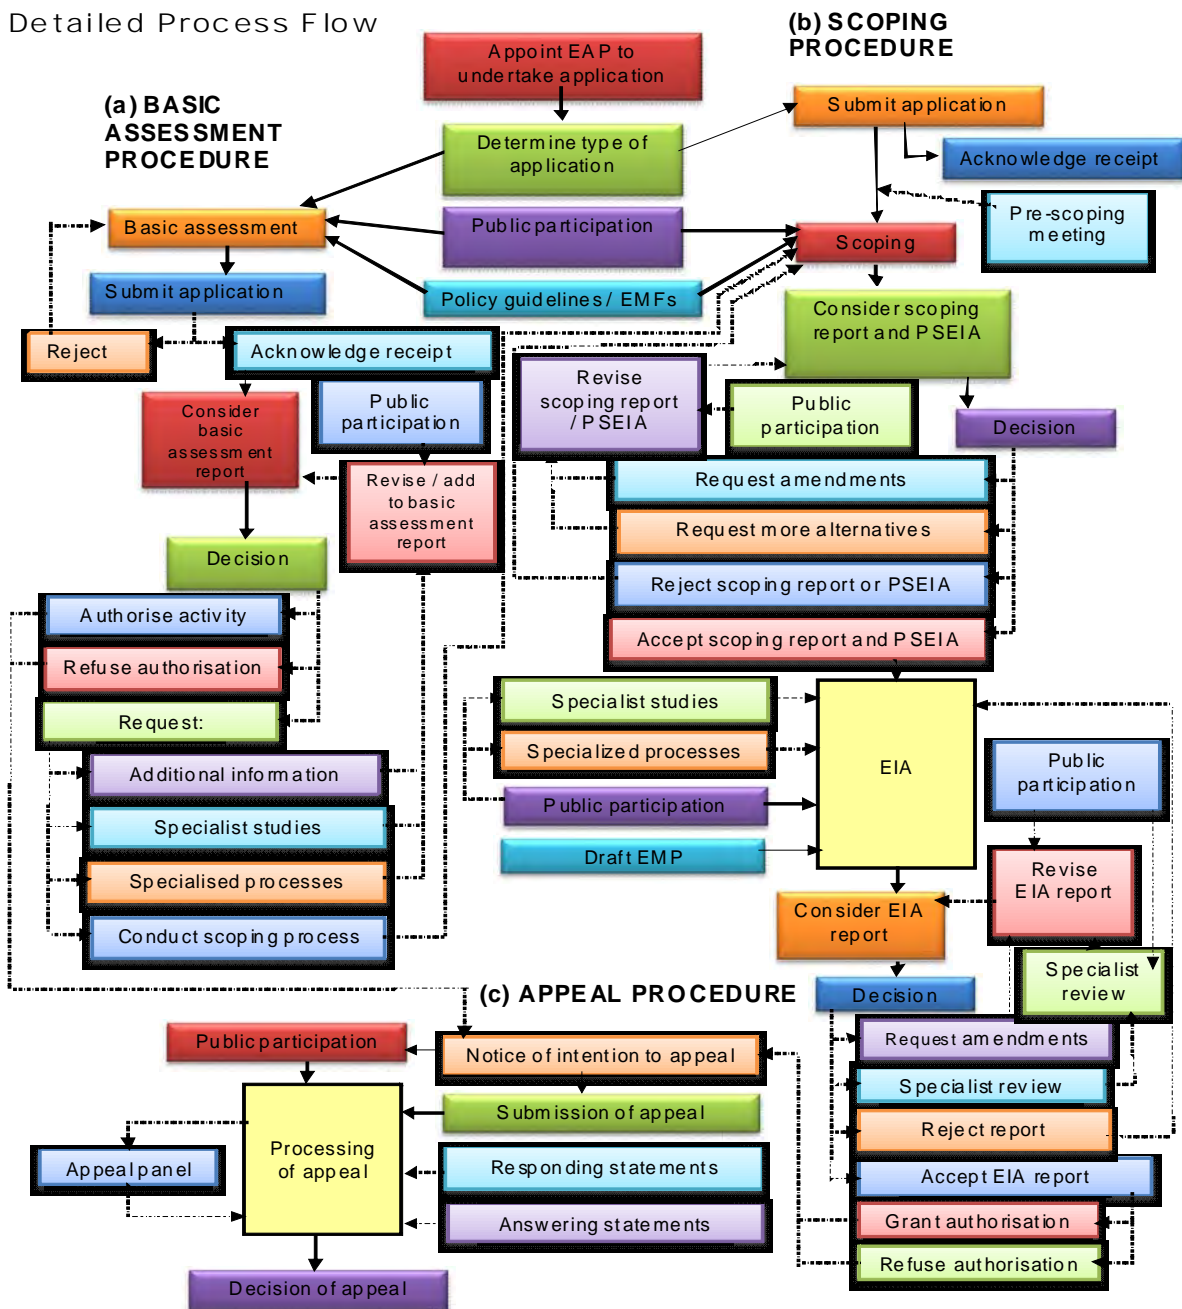 Detailed Process Flow
(b) SCOPING
PROCEDURE
Appoint EAP to
undertake application
(a) BASIC
ASSESSMENT
PROCEDURE
Submit application
Determine type of
application
Acknowledge receipt
Basic assessment
Public participation
Scoping
Pre-scoping
meeting
Submit application
Policy guidelines / EMFs
Consider scoping
report and PSEIA
Reject
Acknowledge receipt
Revise
scoping report
/ PSEIA
Public
participation
Consider
basic
assessment
report
Public
participation
Decision
Revise / add
to basic
assessment
report
Request amendments
Request more alternatives
Decision
Reject scoping report or PSEIA
Authorise activity
Accept scoping report and PSEIA
Refuse authorisation
Request:
Specialist studies
Specialized processes
EIA
Public
participation
Additional information
Public participation
Specialist studies
Draft EMP
Specialised processes
Revise
EIA report
Consider EIA
report
Conduct scoping process
Specialist
review
(c) APPEAL PROCEDURE
Decision
Public participation
Notice of intention to appeal
Request amendments
Specialist review
Submission of appeal
Reject report
Processing
of appeal
Appeal panel
Responding statements
Accept EIA report
Answering statements
Grant authorisation
Refuse authorisation
Decision of appeal